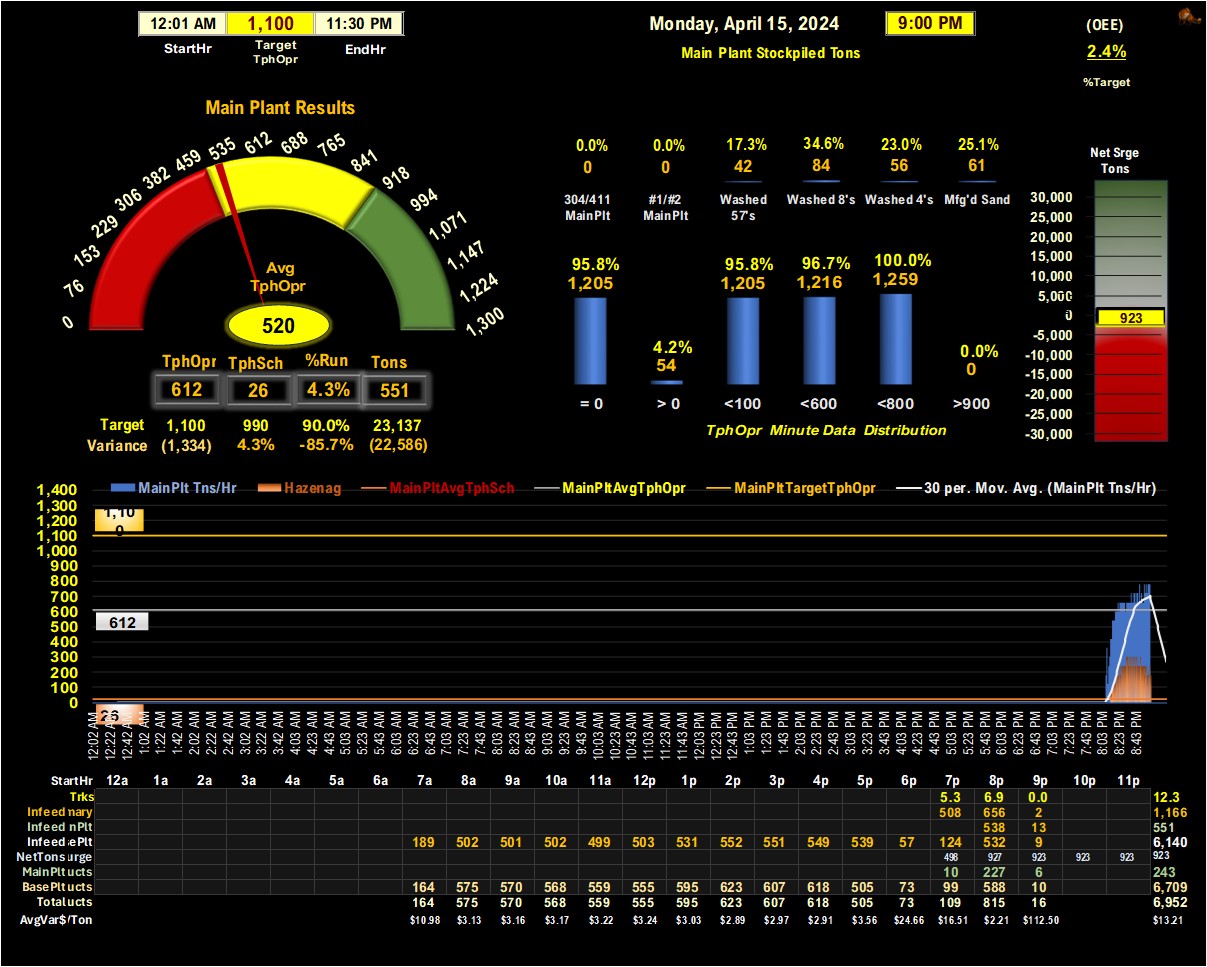 12:01 AM 1,100 11:30 PM
StartHr Target TphOpr EndHr
Monday, April 15, 2024 9:00 PM
Main Plant Stockpiled Tons
(OEE)
2.4%
%Target
Main Plant Results
0 76 153 229 306 382 459 535 612 688 765 841 918 994 1,071 1,147 1,224 1,300
Avg
TphOpr
520
TphOpr TphSch %Run Tons
612 26 4.3% 551
Target 1,100 990 90.0% 23,137
Variance (1,334) 4.3% -85.7% (22,586)
0.0% 0.0% 17.3% 34.6% 23.0% 25.1%
0 0 42 84 56 61
304/411 MainPlt #1/#2 MainPlt Washed 57's Washed 8's Washed 4's Mfg'd Sand
95.8% 4.2% 95.8% 96.7% 100.0% 0.0%
1,205 54 1,205 1,216 1,259 0
= 0 > 0 <100 <600 <800 >900
TphOpr Minute Data Distribution
Net Srge
Tons
30,000
25,000
20,000
15,000
10,000
5,000
0
923
-5,000
-10,000
-15,000
-20,000
-25,000
-30,000
MainPlt Tns/Hr Hazenag MainPltAvgTphSch MainPltAvgTphOpr MainPltTargetTphOpr 30 per. Mov. Avg. (MainPlt Tns/Hr)
1,400
1,300
1,200
1,100
1,000
900
800
700
600
500
400
300
200
100
0
1,100
612
26
12:02 AM 12:22 AM 12:42 AM 1:02 AM 1:22 AM 1:42 AM 2:02 AM 2:22 AM 2:42 AM 3:02 AM 3:22 AM 3:42 AM 4:03 AM 4:23 AM 4:43 AM 5:03 AM 5:23 AM 5:43 AM 6:03 AM 6:23 AM 6:43 AM 7:03 AM 7:23 AM 7:43 AM 8:03 AM 8:23 AM 8:43 AM 9:03 AM 9:23 AM 9:43 AM 10:03 AM 10:23 AM 10:43 AM 11:03 AM 11:23 AM 11:43 AM 12:03 PM 12:23 PM 12:43 PM 1:03 PM 1:23 PM 1:43 PM 2:03 PM 2:23 PM 2:43 PM 3:03 PM 3:23 PM 3:43 PM 4:03 PM 4:23 PM 4:43 PM 5:03 PM 5:23 PM 5:43 PM 6:03 PM 6:23 PM 6:43 PM 7:03 PM 7:23 PM 7:43 PM 8:03 PM 8:23 PM 8:43 PM
StartHr 12a 1a 2a 3a 4a 5a 6a 7a 8a 9a 10a 11a 12p 1p 2p 3p 4p 5p 6p 7p 8p 9p 10p 11p
Trks 5.3 6.9 0.0 12.3
Infeed mary 508 656 2 1,166
Infeed nPlt 538 13 551
Infeed ePlt 189 502 501 502 499 503 531 552 551 549 539 57 124 532 9 6,140
NetTons urge 498 927 923 923 923 923
MainPlt ucts 10 227 6 243
BasePlt ucts 164 575 570 568 559 555 595 623 607 618 505 73 99 588 10 6,709
Total ucts 164 575 570 568 559 555 595 623 607 618 505 73 109 815 16 6,952
AvgVar$/Ton $10.98 $3.13 $3.16 $3.17 $3.22 $3.24 $3.03 $2.89 $2.97 $2.91 $3.56 $24.66 $16.51 $2.21 $112.50 $13.21